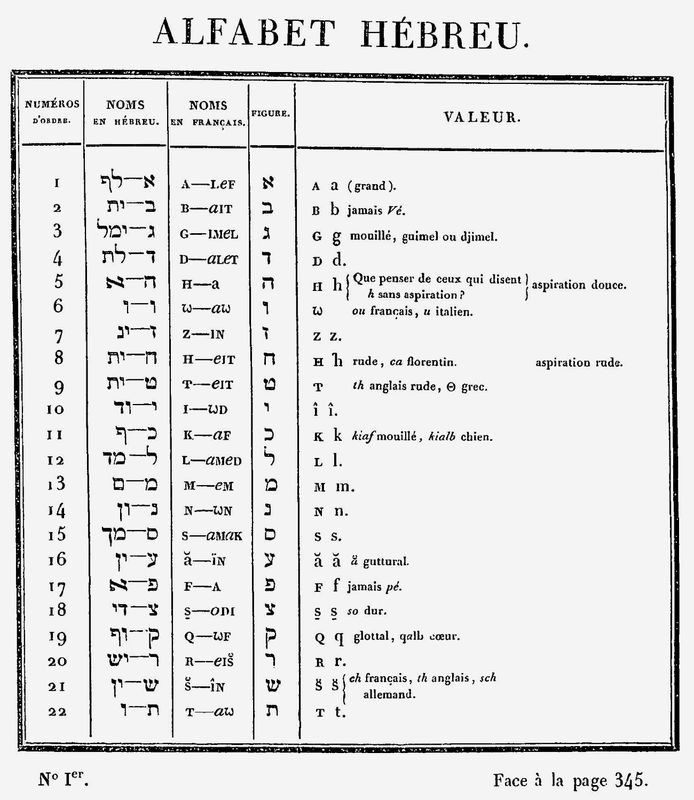 ALFABET HÉBREU.
NUMÉROS D'ORDRE. NOMS EN HÉBREU. NOMS EN FRANÇAIS. FIGURE. VALEUR.
1 א—לף A—LeF א A a (grand).
2 ב—ית B—aIT ב B b jamais Vé.
3 ג—ימל G—IMeL ג G g mouillé, guimel ou djimel.
4 ד—לת D—aLeT ד D d.
5 ה—א H—a ה H h { Que penser de ceux qui disent h sans aspiration ? } aspiration douce.
6 ו—ו ω—aω ו ω ou français, u italien.
7 ז—ין Z—IN ז Z z.
8 ח—ית H—eIT ח H h rude, ca florentin. aspiration rude.
9 ט—ית T—eIT ט T th anglais rude, Θ grec.
10 י—וד I—ωD י î î.
11 כ—ף K—aF כ K k kiaf mouillé, kialb chien.
12 ל—מד L—aMeD ל L l.
13 מ—ם M—eM מ M m.
14 נ—ון N—ωN נ N n.
15 ס—מך S—aMaK ס S s.
16 ע—ין ă—ïN ע ă ă ă guttural.
17 פ—א F—A פ F f jamais pé.
18 צ—די S̱—ODI צ S̱ s̱ so dur.
19 ק—וף Q—ωF ק Q q glottal, qalb cœur.
20 ר—יש R—eIS̆ ר R r.
21 ש—ין S̆—îN ש S̆ s̆ { ch français, th anglais, sch allemand.
22 ת—ו T—aω ת T t.
Nº Ier.
Face à la page 345.